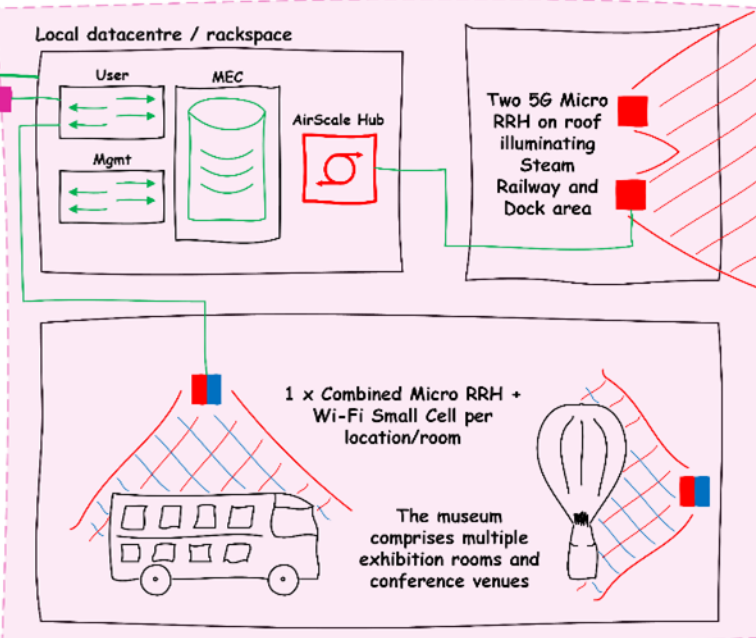 Local datacentre / rackspace
User
MEC
AirScale Hub
Mgmt
Two 5G Micro
RRH on roof
illuminating
Steam
Railway and
Dock area
1 x Combined Micro RRH +
Wi-Fi Small Cell per
location/room
The museum
comprises multiple
exhibition rooms and
conference venues